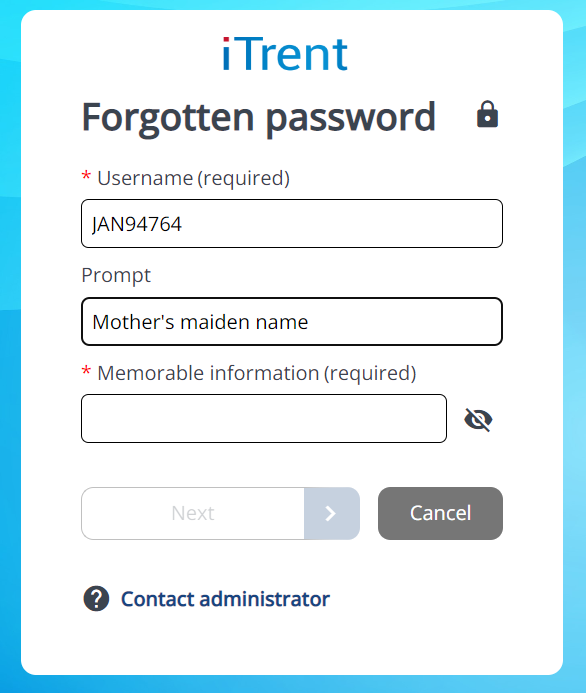 iTrent
Forgotten password
* Username (required)
JAN94764
Prompt
Mother's maiden name
* Memorable information (required)
Next
Cancel
? Contact administrator